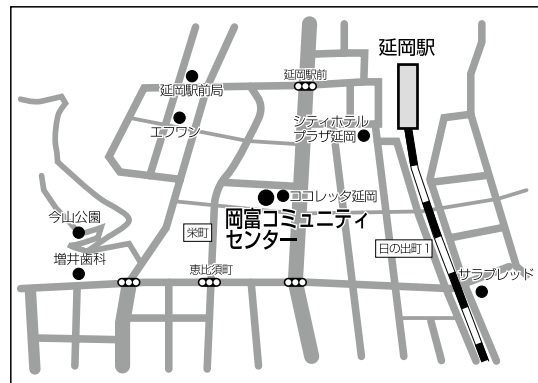 延岡駅
延岡駅前
延岡駅前局
エフワン
シティホテル
プラザ延岡
ココレッタ延岡
岡富コミュニティ
センター
今山公園
栄町
日の出町1
増井歯科
恵比須町
サラブレッド